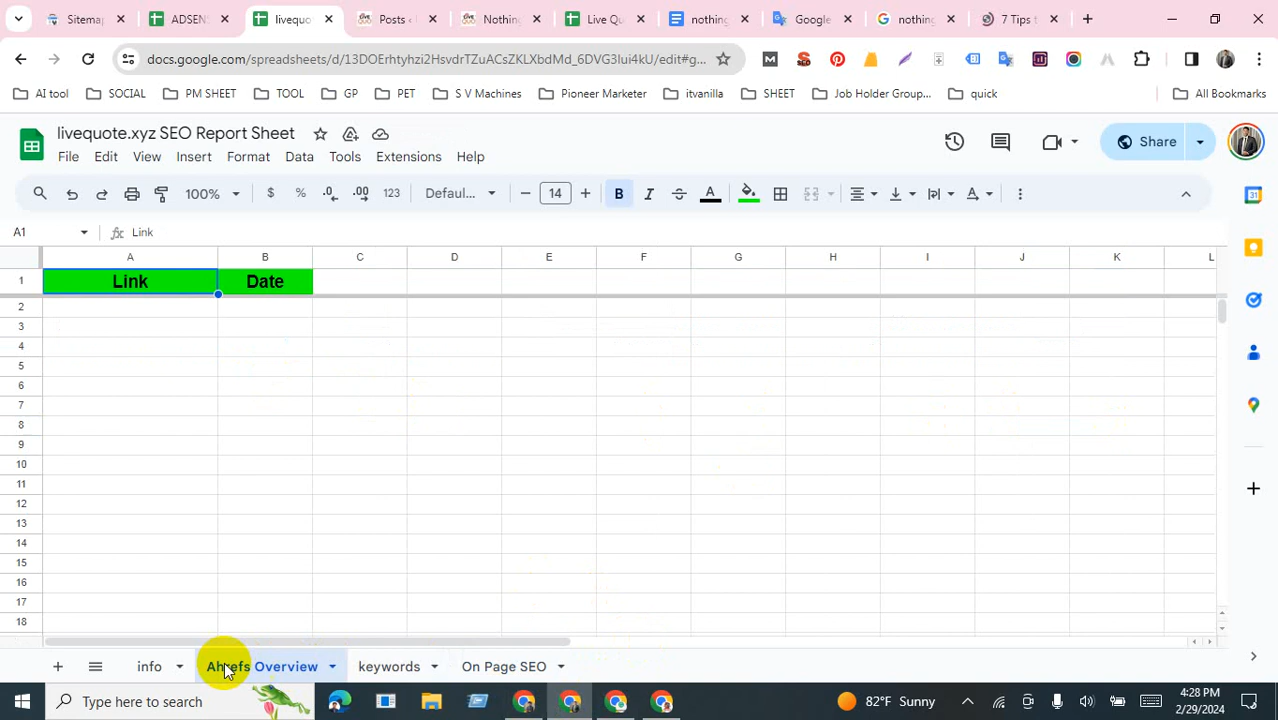 Sitemap
ADSENS
livequo
Posts ‹
Nothing
Live Qu
nothing
Google
nothing
7 Tips t
docs.google.com/spreadsheets/d/13DOErhtyhzi2HsvdrTZuACsZKLXbdMd_6DVG3Iui4kU/edit#g...
AI tool
SOCIAL
PM SHEET
TOOL
GP
PET
S V Machines
Pioneer Marketer
itvanilla
SHEET
Job Holder Group...
quick
All Bookmarks
livequote.xyz SEO Report Sheet
File Edit View Insert Format Data Tools Extensions Help
Share
100% $ % .0 .00 123 Defaul... 14 B I A
A1 fx Link
A B C D E F G H I J K L
1 Link Date
2
3
4
5
6
7
8
9
10
11
12
13
14
15
16
17
18
info Ahrefs Overview keywords On Page SEO
Type here to search
82°F Sunny
4:28 PM
2/29/2024